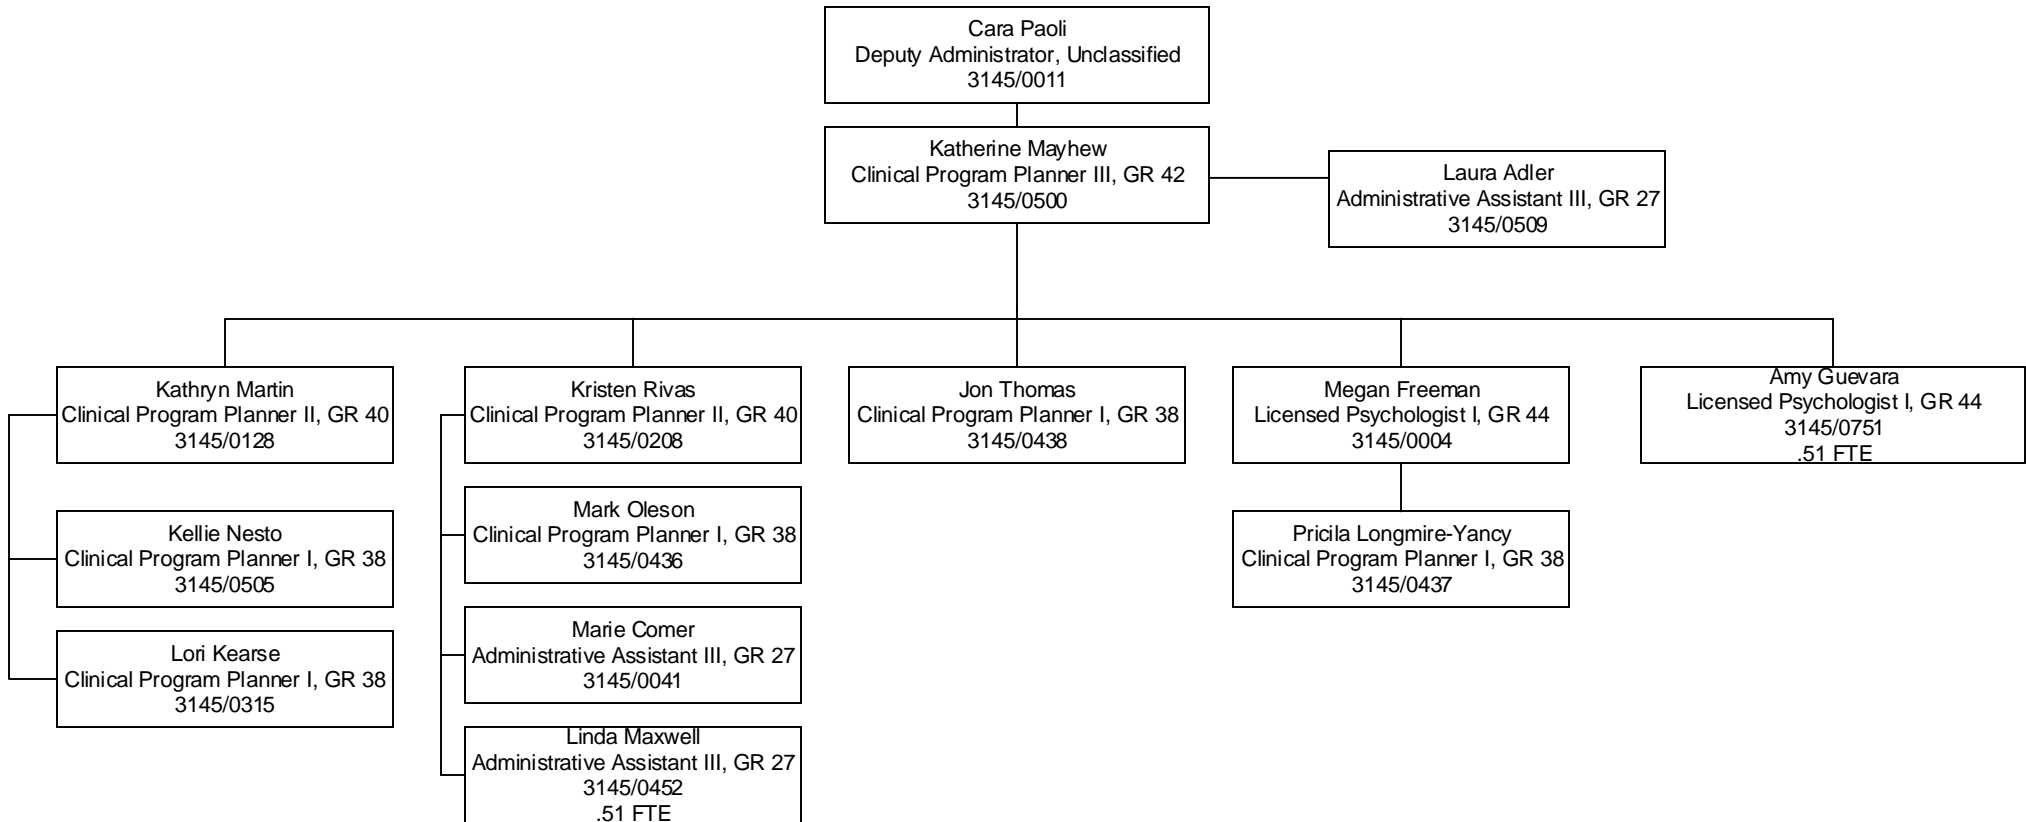 Cara Paoli
Deputy Administrator, Unclassified
3145/0011
Katherine Mayhew
Clinical Program Planner III, GR 42
3145/0500
Laura Adler
Administrative Assistant III, GR 27
3145/0509
Kathryn Martin
Clinical Program Planner II, GR 40
3145/0128
Kellie Nesto
Clinical Program Planner I, GR 38
3145/0505
Lori Kearse
Clinical Program Planner I, GR 38
3145/0315
Kristen Rivas
Clinical Program Planner II, GR 40
3145/0208
Mark Oleson
Clinical Program Planner I, GR 38
3145/0436
Marie Comer
Administrative Assistant III, GR 27
3145/0041
Linda Maxwell
Administrative Assistant III, GR 27
3145/0452
.51 FTE
Jon Thomas
Clinical Program Planner I, GR 38
3145/0438
Megan Freeman
Licensed Psychologist I, GR 44
3145/0004
Pricila Longmire-Yancy
Clinical Program Planner I, GR 38
3145/0437
Amy Guevara
Licensed Psychologist I, GR 44
3145/0751
.51 FTE